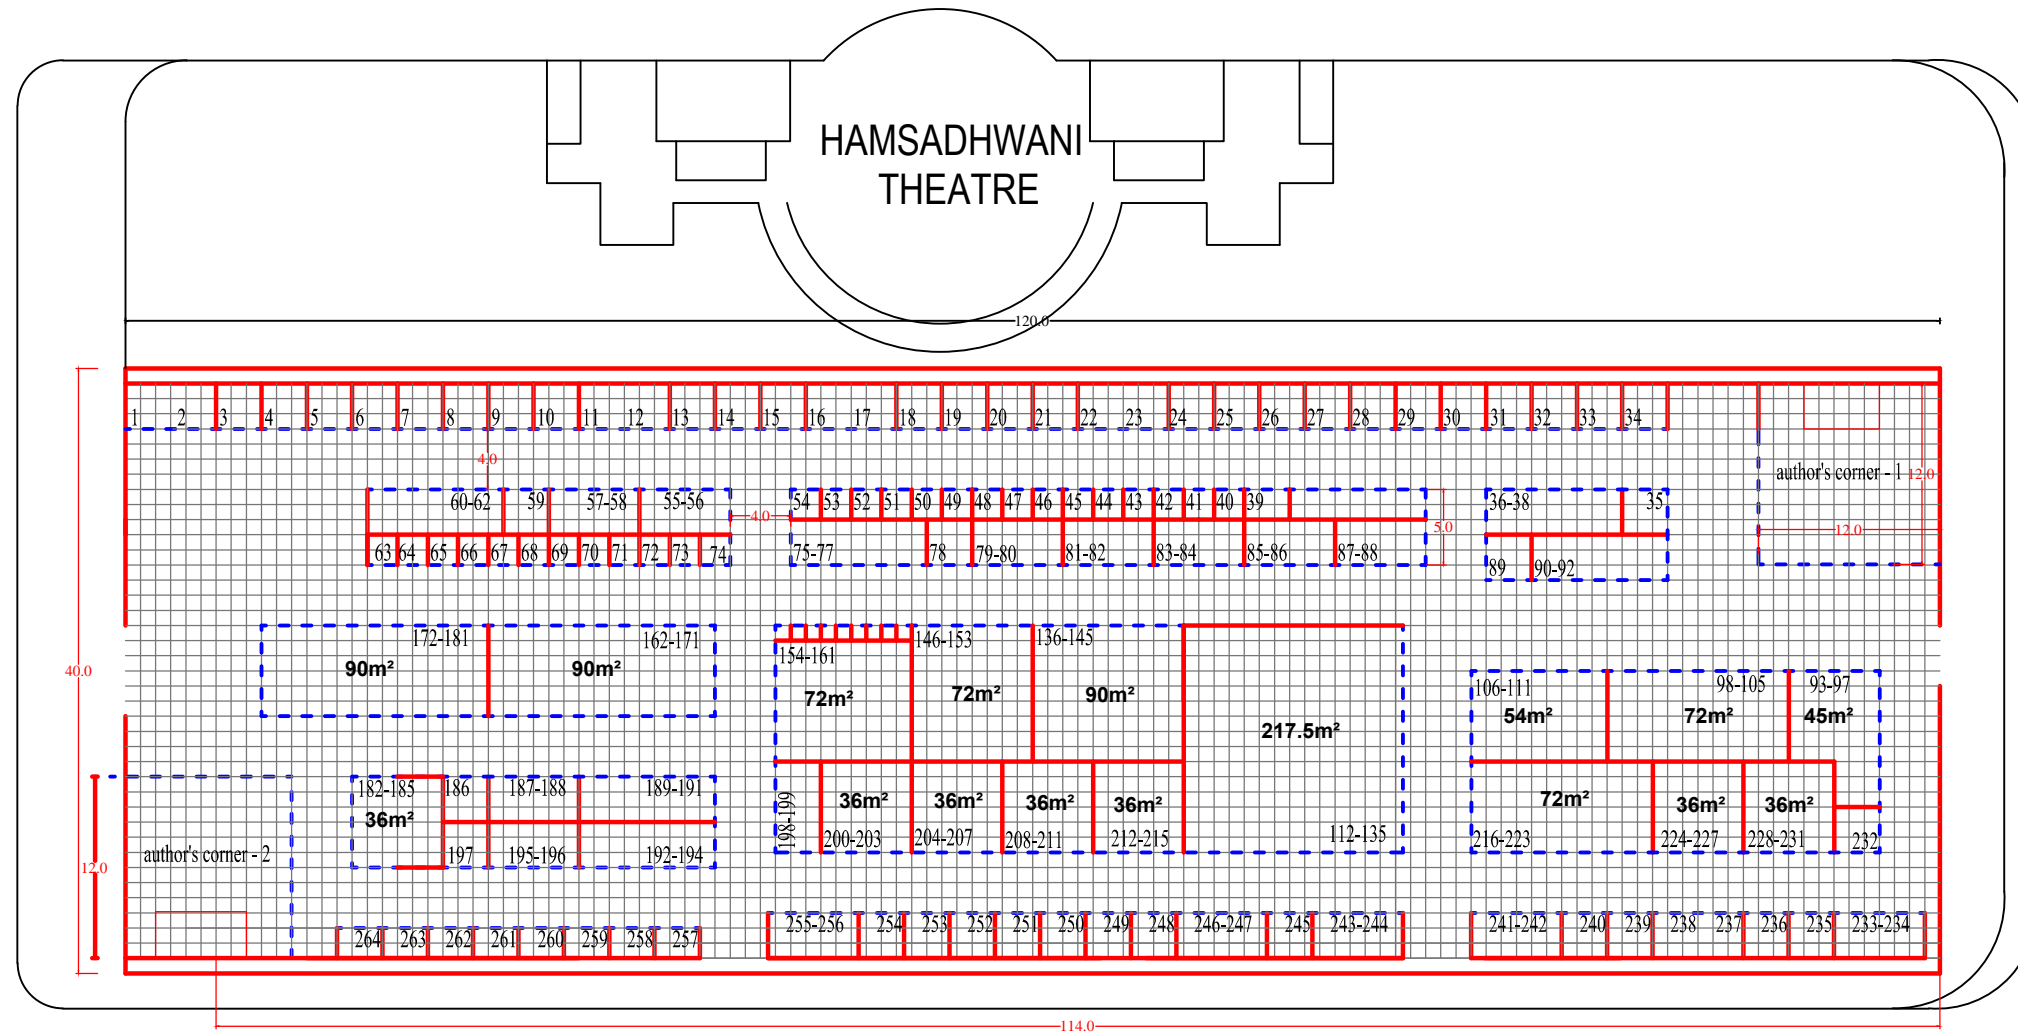 HAMSADHWANI
THEATRE
120.0
1 2 3 4 5 6 7 8 9 10 11 12 13 14 15 16 17 18 19 20 21 22 23 24 25 26 27 28 29 30 31 32 33 34
4.0
author's corner - 1
12.0
60-62 59 57-58 55-56 54 53 52 51 50 49 48 47 46 45 44 43 42 41 40 39 36-38 35
4.0
5.0
12.0
63 64 65 66 67 68 69 70 71 72 73 74 75-77 78 79-80 81-82 83-84 85-86 87-88 89 90-92
172-181 162-171 154-161 146-153 136-145
40.0
90m² 90m² 72m² 72m² 90m² 217.5m²
106-111 98-105 93-97
54m² 72m² 45m²
182-185 186 187-188 189-191
36m²
197 195-196 192-194
198-199 36m² 36m² 36m² 36m²
200-203 204-207 208-211 212-215 112-135
72m² 36m² 36m²
216-223 224-227 228-231 232
author's corner - 2
12.0
264 263 262 261 260 259 258 257 255-256 254 253 252 251 250 249 248 246-247 245 243-244 241-242 240 239 238 237 236 235 233-234
114.0